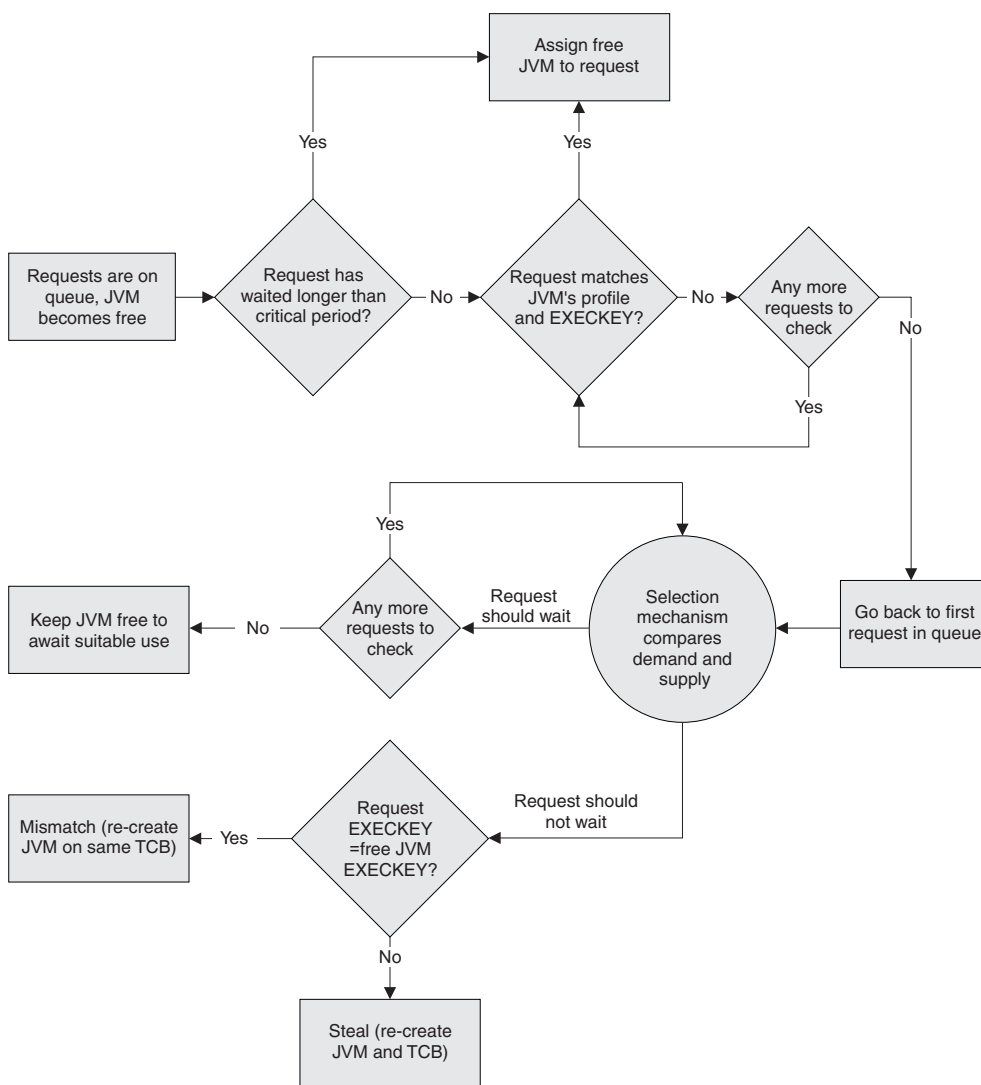 Assign free
JVM to request
Yes
Yes
Requests are on
queue, JVM
becomes free
Request has
waited longer than
critical period?
No
Request matches
JVM's profile
and EXECKEY?
No
Any more
requests to
check
No
Yes
Yes
Keep JVM free to
await suitable use
No
Any more
requests to
check
Request
should wait
Selection
mechanism
compares
demand and
supply
Go back to first
request in queue
Mismatch (re-create
JVM on same TCB)
Yes
Request
EXECKEY
=free JVM
EXECKEY?
Request should
not wait
No
Steal (re-create
JVM and TCB)